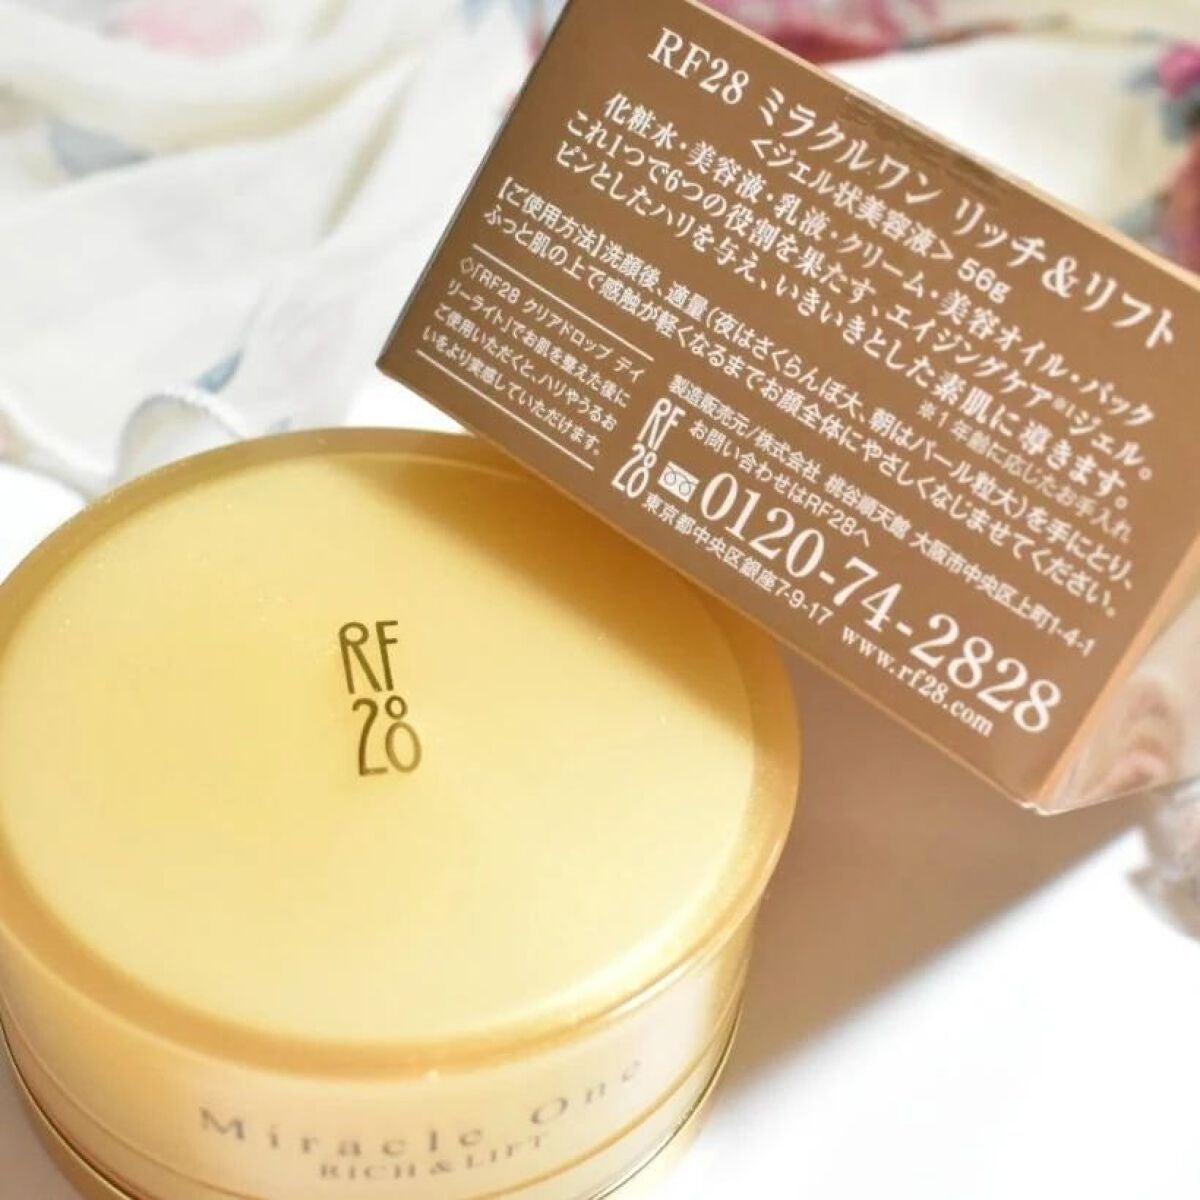 RF28 ミラクル ワン リッチ&リフト
<ジェル状美容液> 56g
化粧水・美容液・乳液・クリーム・美容オイル・パック
これ1つで6つの役割を果たす、エイジングケア※1ジェル。
ピンとしたハリを与え、いきいきとした素肌に導きます。
※1 年齢に応じたお手入れ
【ご使用方法】洗顔後、適量(夜はさくらんぼ大、朝はパール粒大)を手にとり、
ふっと肌の上で感触が軽くなるまでお顔全体にやさしくなじませてください。
◇「RF28 クリアドロップ デイ
リーライト」でお肌を整えた後に
ご使用いただくと、ハリやうるお
いをより実感していただけます。
RF
28
製造販売元/株式会社 桃谷順天館 大阪市中央区上町1-4-1
お問い合わせはRF28へ
0120-74-2828
東京都中央区銀座7-9-17 www.rf28.com
RF
28
Miracle One
RICH & LIFT